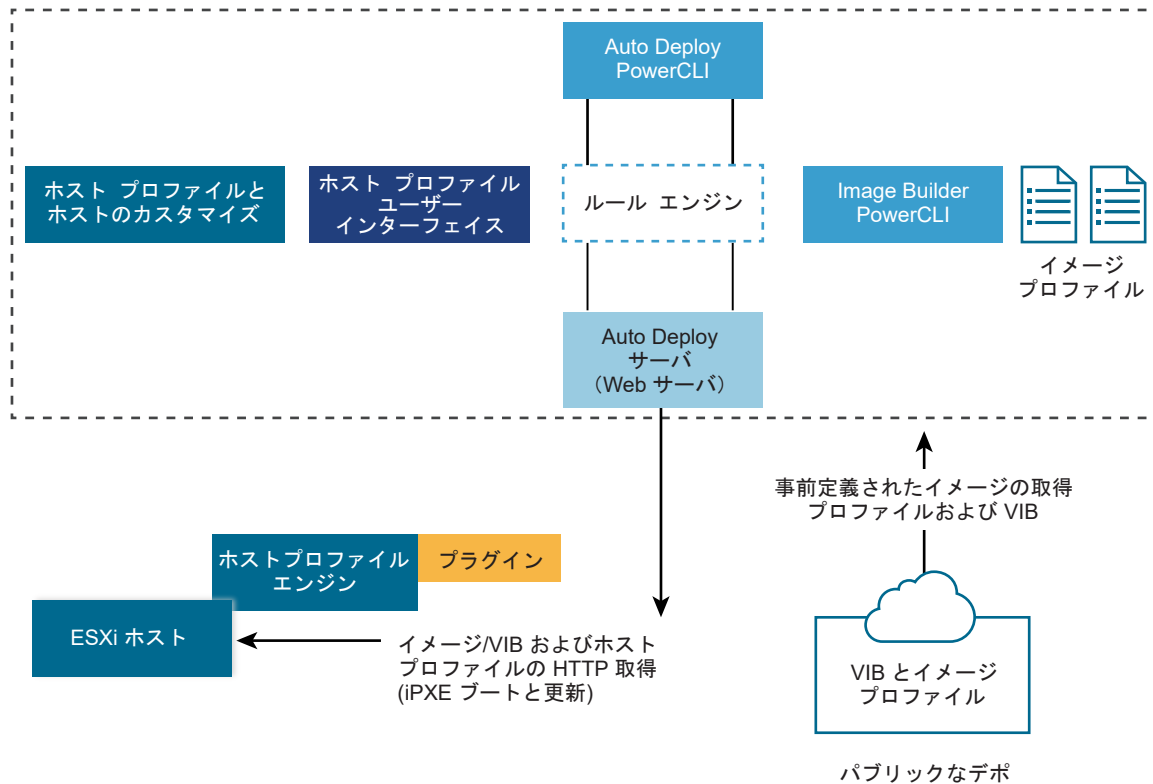 Auto Deploy
PowerCLI
ホスト プロファイルと
ホストのカスタマイズ
ホスト プロファイル
ユーザー
インターフェイス
ルール エンジン
Image Builder
PowerCLI
イメージ
プロファイル
Auto Deploy
サーバ
（Web サーバ）
事前定義されたイメージの取得
プロファイルおよび VIB
ホストプロファイル
エンジン
プラグイン
ESXi ホスト
イメージ/VIB およびホスト
プロファイルの HTTP 取得
(iPXE ブートと更新)
VIB とイメージ
プロファイル
パブリックなデポ